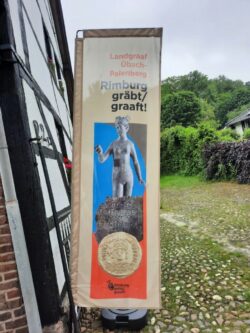 Landgraaf
Übach-
Palenberg
Rimburg
gräbt/
graaft!